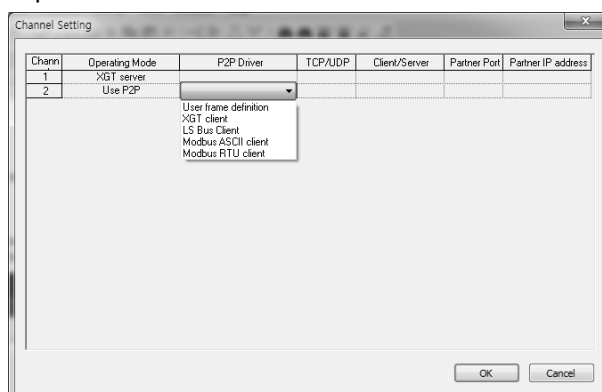 Channel Setting
Chann Operating Mode P2P Driver TCP/UDP Client/Server Partner Port Partner IP address
1 XGT server
2 Use P2P
User frame definition
XGT client
LS Bus Client
Modbus ASCII client
Modbus RTU client
OK Cancel